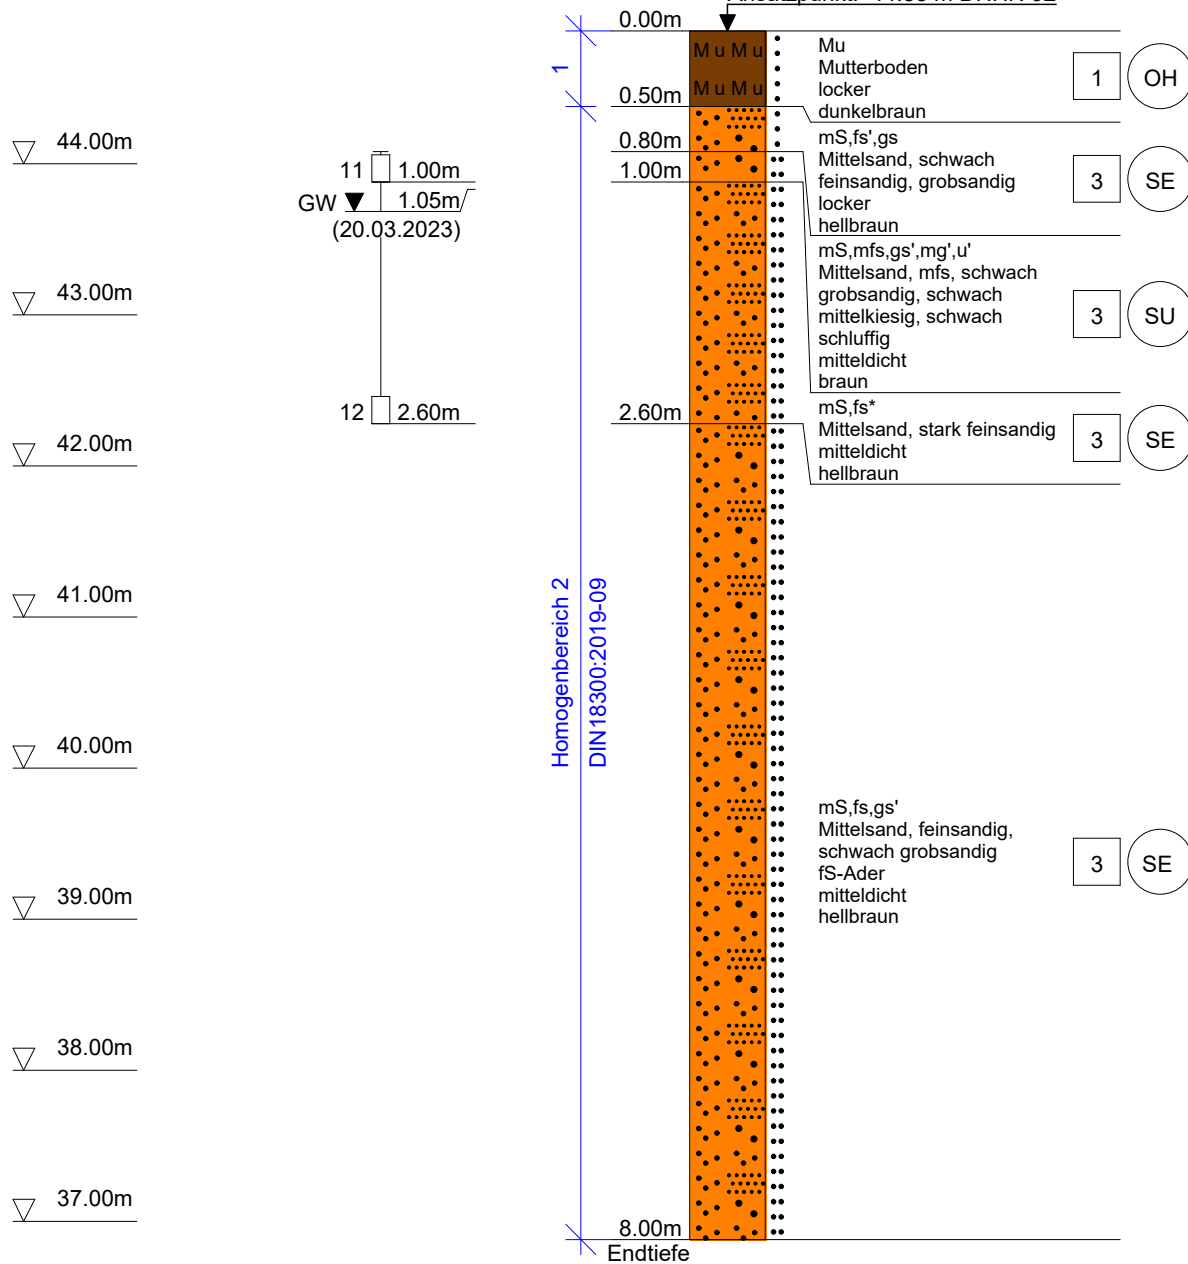 0.00m
Mu Mu
Mu Mu
1
0.50m
Mu
Mutterboden
locker
dunkelbraun
1
OH
44.00m
0.80m
1.00m
11
1.00m
GW
1.05m
(20.03.2023)
mS,fs',gs
Mittelsand, schwach
feinsandig, grobsandig
locker
hellbraun
3
SE
43.00m
mS,mfs,gs',mg',u'
Mittelsand, mfs, schwach
grobsandig, schwach
mittelkiesig, schwach
schluffig
mitteldicht
braun
3
SU
12
2.60m
2.60m
42.00m
mS,fs*
Mittelsand, stark feinsandig
mitteldicht
hellbraun
3
SE
41.00m
Homogenbereich 2
DIN18300:2019-09
40.00m
mS,fs,gs'
Mittelsand, feinsandig,
schwach grobsandig
fS-Ader
mitteldicht
hellbraun
3
SE
39.00m
38.00m
37.00m
8.00m
Endtiefe